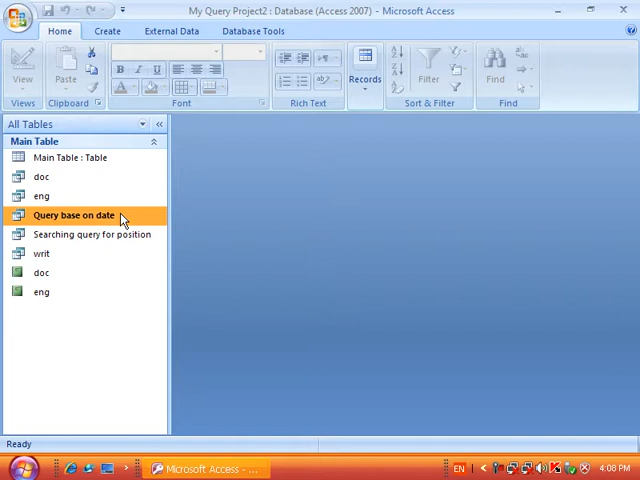 My Query Project2 : Database (Access 2007) - Microsoft Access
Home Create External Data Database Tools
View
Paste
B I U
A
ab
Records
Filter
Find
Views Clipboard Font Rich Text Sort & Filter Find
All Tables
Main Table
Main Table : Table
doc
eng
Query base on date
Searching query for position
writ
doc
eng
Ready
Microsoft Access - ...
EN
4:08 PM